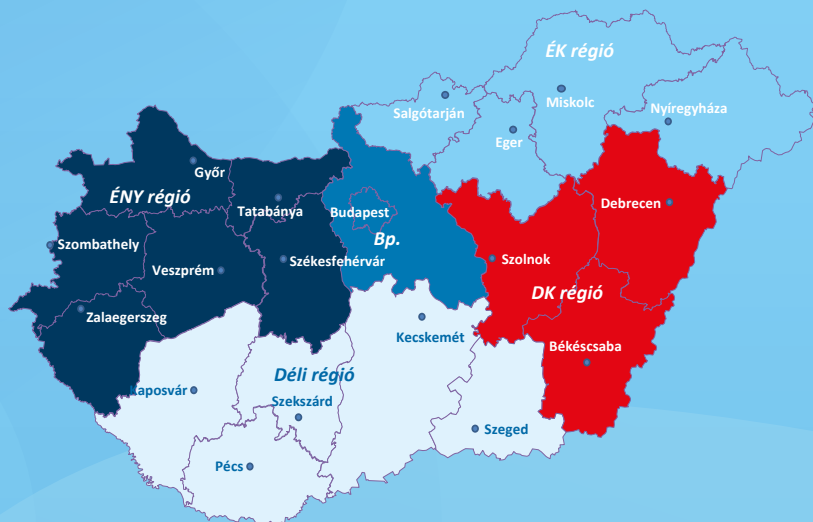 ÉK régió
Salgótarján
Miskolc
Nyíregyháza
Eger
Győr
ÉNY régió
Tatabánya
Budapest
Debrecen
Bp.
Szombathely
Veszprém
Székesfehérvár
Szolnok
DK régió
Zalaegerszeg
Kecskemét
Békéscsaba
Déli régió
Kaposvár
Szekszárd
Szeged
Pécs